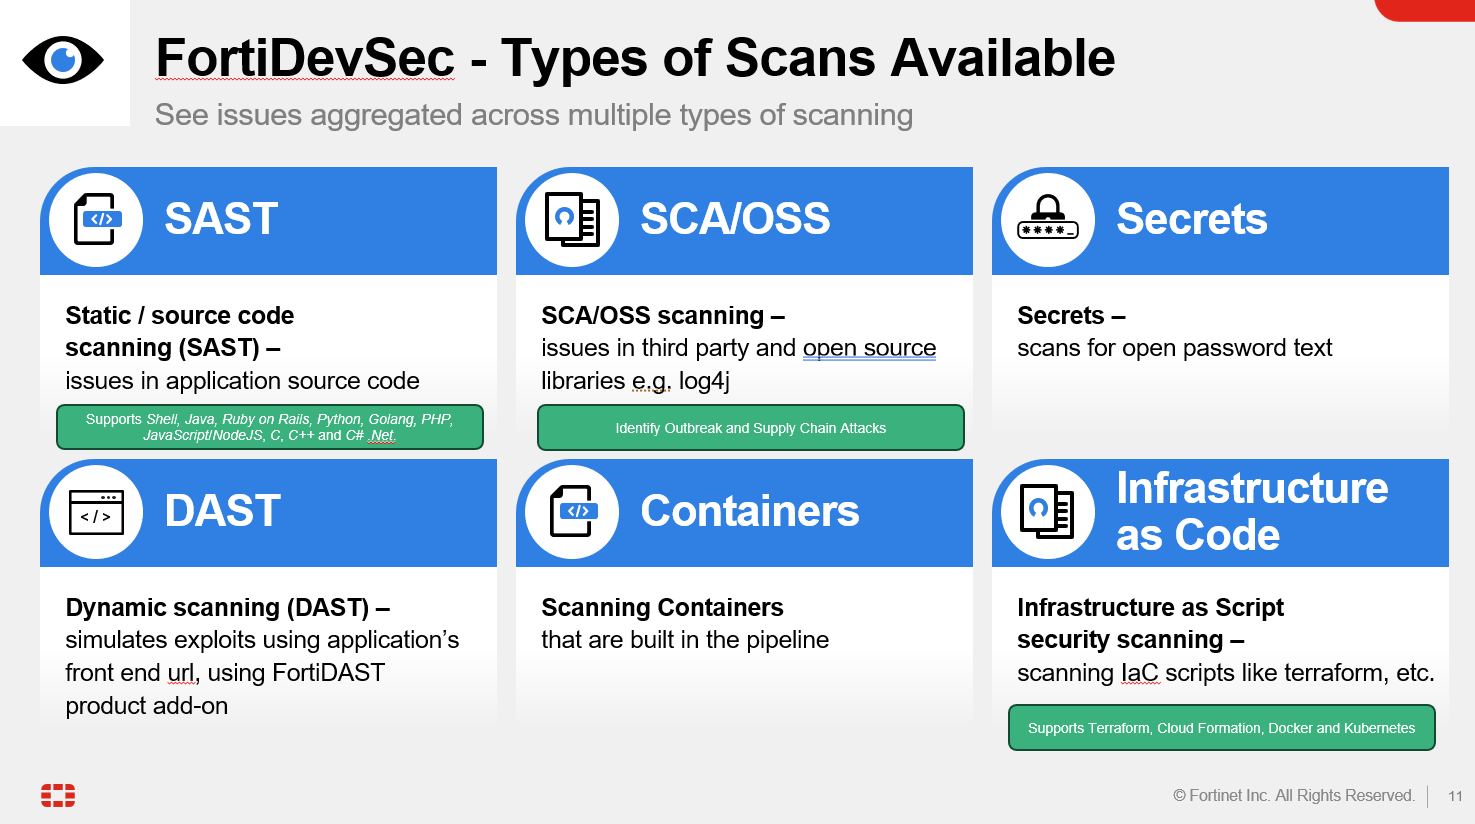 FortiDevSec - Types of Scans Available
See issues aggregated across multiple types of scanning
SAST
Static / source code
scanning (SAST) –
issues in application source code
Supports Shell, Java, Ruby on Rails, Python, Golang, PHP,
JavaScript/NodeJS, C, C++ and C# .Net.
SCA/OSS
SCA/OSS scanning –
issues in third party and open source
libraries e.g. log4j
Identify Outbreak and Supply Chain Attacks
Secrets
Secrets –
scans for open password text
DAST
Dynamic scanning (DAST) –
simulates exploits using application’s
front end url, using FortiDAST
product add-on
Containers
Scanning Containers
that are built in the pipeline
Infrastructure
as Code
Infrastructure as Script
security scanning –
scanning IaC scripts like terraform, etc.
Supports Terraform, Cloud Formation, Docker and Kubernetes
© Fortinet Inc. All Rights Reserved.
11